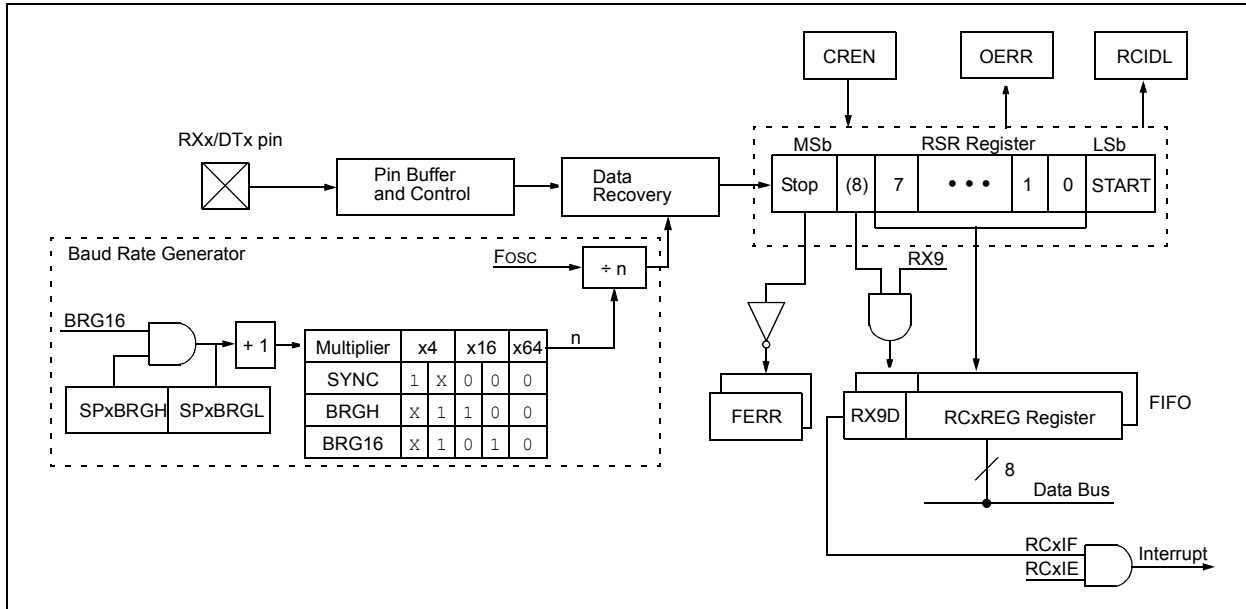 CREN
OERR
RCIDL
RXx/DTx pin
Pin Buffer
and Control
Data
Recovery
MSb
RSR Register
LSb
Stop (8) 7 • • • 1 0 START
Baud Rate Generator
FOSC
÷ n
RX9
BRG16
+ 1
n
SPxBRGH SPxBRGL
Multiplier x4 x16 x64
SYNC 1 X 0 0 0
BRGH X 1 1 0 0
BRG16 X 1 0 1 0
FERR
RX9D RCxREG Register
FIFO
8
Data Bus
RCxIF
RCxIE
Interrupt